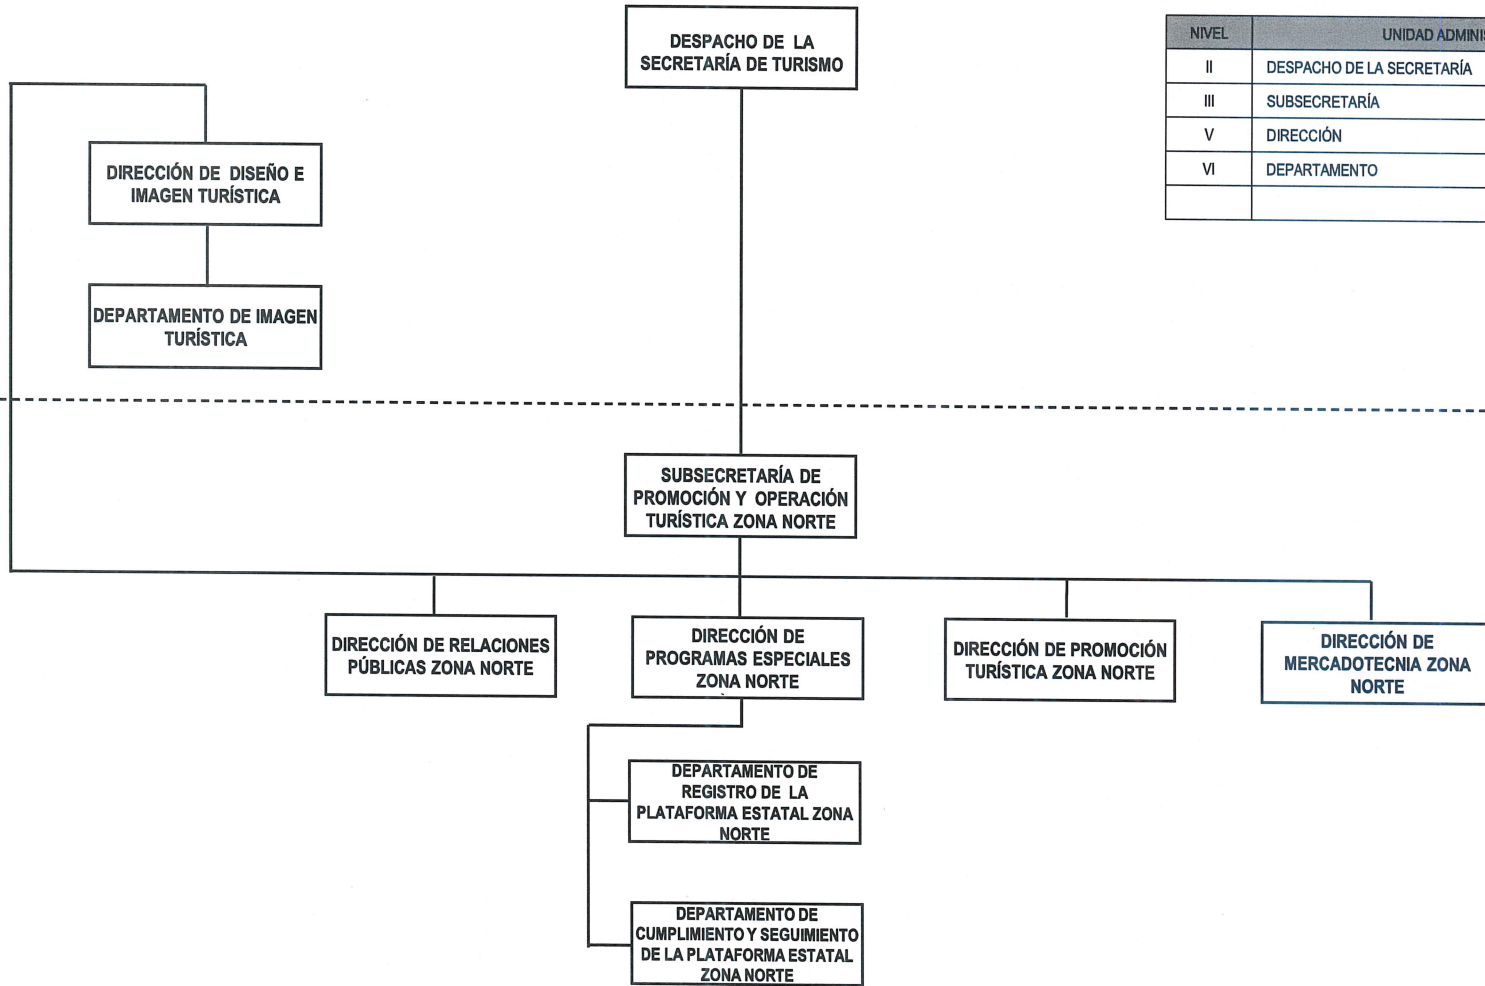 DESPACHO DE LA
SECRETARÍA DE TURISMO
NIVEL UNIDAD
II DESPACHO DE LA SECRETARÍA
III SUBSECRETARÍA
V DIRECCIÓN
VI DEPARTAMENTO
DIRECCIÓN DE DISEÑO E
IMAGEN TURÍSTICA
DEPARTAMENTO DE IMAGEN
TURÍSTICA
SUBSECRETARÍA DE
PROMOCIÓN Y OPERACIÓN
TURÍSTICA ZONA NORTE
DIRECCIÓN DE RELACIONES
PÚBLICAS ZONA NORTE
DIRECCIÓN DE
PROGRAMAS ESPECIALES
ZONA NORTE
DIRECCIÓN DE PROMOCIÓN
TURÍSTICA ZONA NORTE
DIRECCIÓN DE
MERCADOTECNIA ZONA
NORTE
DEPARTAMENTO DE
REGISTRO DE LA
PLATAFORMA ESTATAL ZONA
NORTE
DEPARTAMENTO DE
CUMPLIMIENTO Y SEGUIMIENTO
DE LA PLATAFORMA ESTATAL
ZONA NORTE